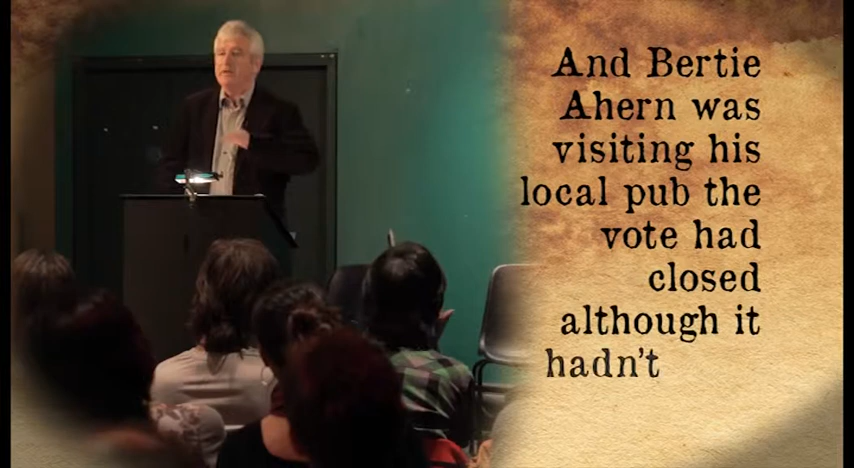 And Bertie
Ahern was
visiting his
local pub the
vote had
closed
although it
hadn't